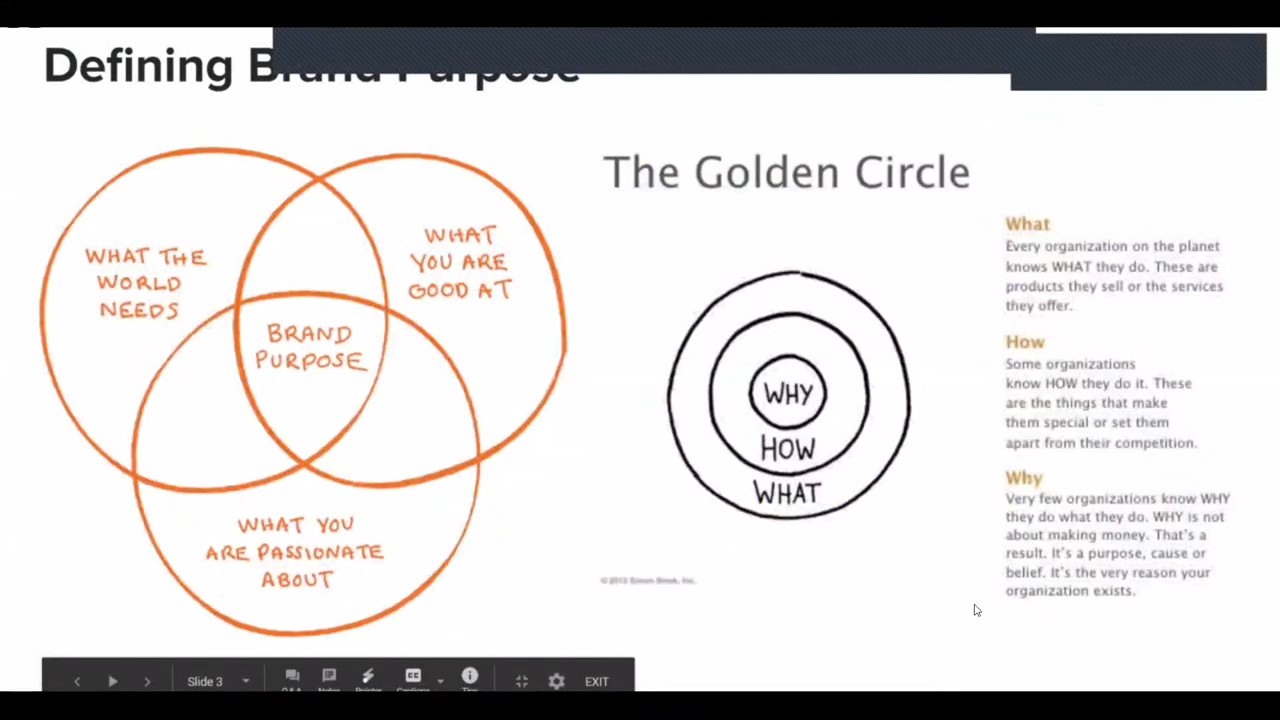 Defining Brand Purpose
WHAT THE
WORLD
NEEDS
WHAT
YOU ARE
GOOD AT
BRAND
PURPOSE
WHAT YOU
ARE PASSIONATE
ABOUT
The Golden Circle
WHY
HOW
WHAT
What
Every organization on the planet
knows WHAT they do. These are
products they sell or the services
they offer.
How
Some organizations
know HOW they do it. These
are the things that make
them special or set them
apart from their competition.
Why
Very few organizations know WHY
they do what they do. WHY is not
about making money. That's a
result. It's a purpose, cause or
belief. It's the very reason your
organization exists.
Slide 3
EXIT